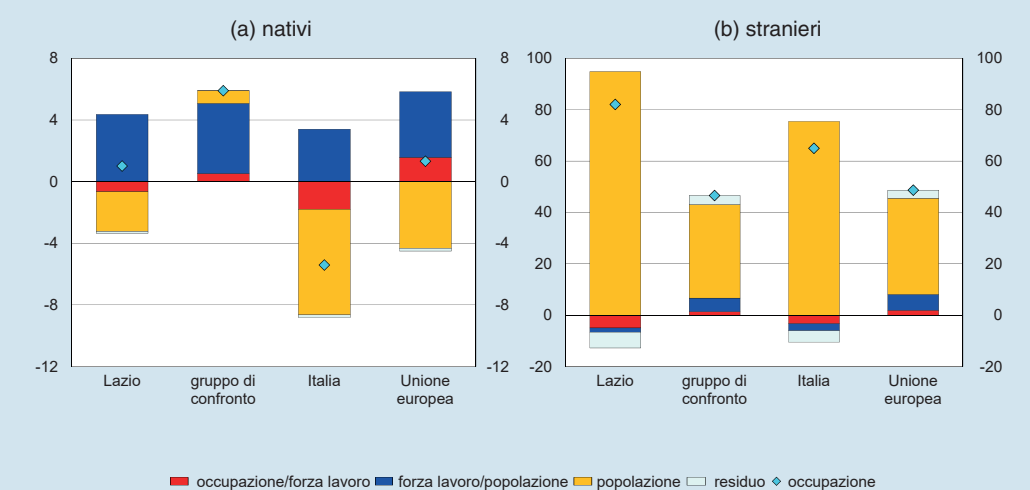 (a) nativi
(b) stranieri
8
4
0
-4
-8
-12
8
4
0
-4
-8
-12
100
80
60
40
20
0
-20
100
80
60
40
20
0
-20
Lazio
gruppo di
confronto
Italia
Unione
europea
Lazio
gruppo di
confronto
Italia
Unione
europea
occupazione/forza lavoro forza lavoro/popolazione popolazione residuo occupazione